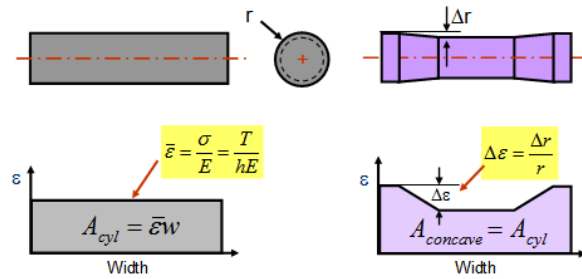 r
Δr
ε̄ = σ/E = T/hE
Δε = Δr/r
ε
A_cyl = ε̄w
Width
ε
Δε
A_concave = A_cyl
Width